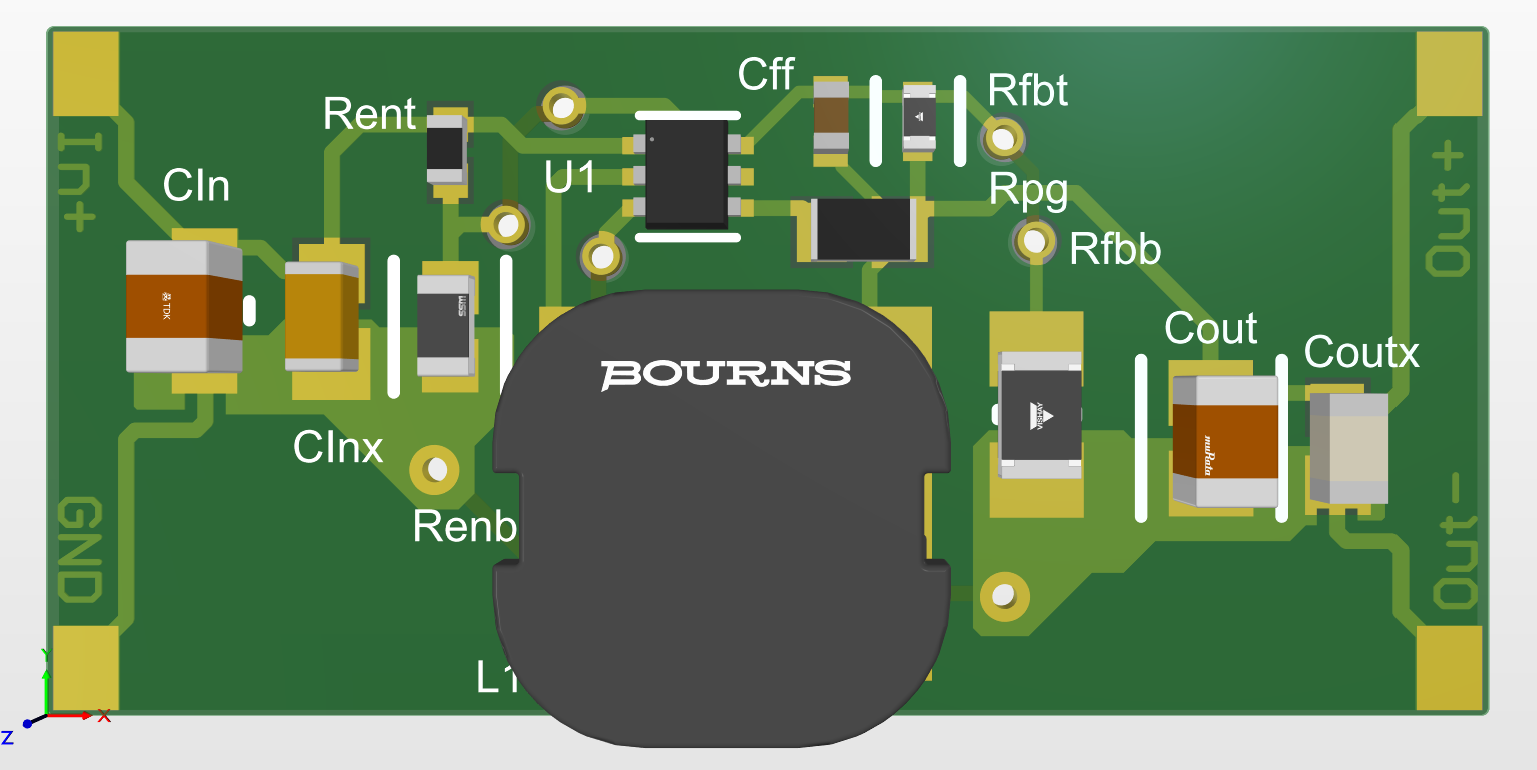 Cff
Rfbt
Rent
In+
CIn
U1
Rpg
Out+
Rfbb
TDK
Cout
Coutx
BOURNS
VISHAY
muRata
CInx
Renb
GND
Out-
L1
Y
X
Z